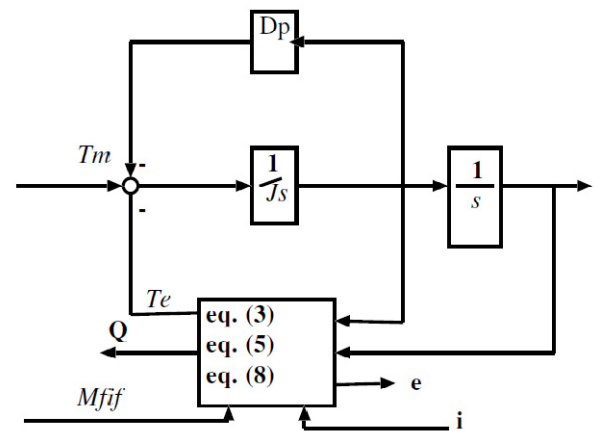 Dp
Tm
-
1
Js
1
s
-
Te
eq. (3)
Q
eq. (5)
eq. (8)
e
Mfif
i